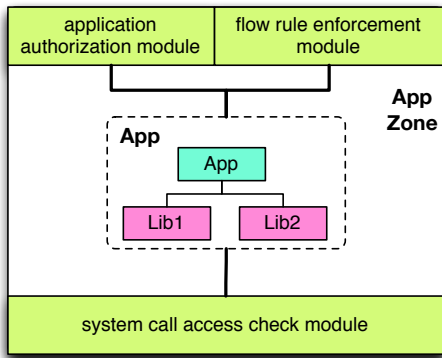 application
authorization module
flow rule enforcement
module
App
Zone
App
App
Lib1
Lib2
system call access check module